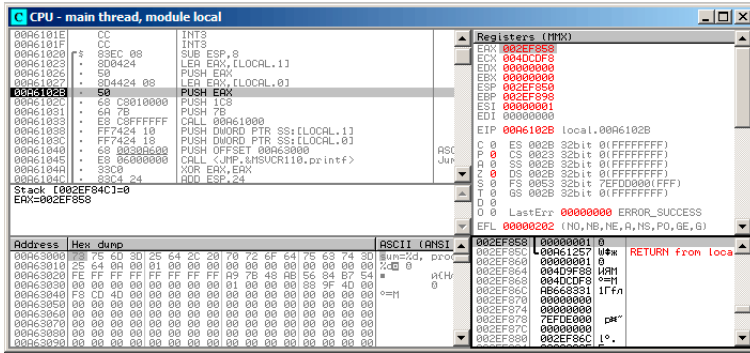 CPU - main thread, module local
00A6101E CC INT3
00A6101F CC INT3
00A61020 83EC 08 SUB ESP,8
00A61023 8D0424 LEA EAX,[LOCAL.1]
00A61026 50 PUSH EAX
00A61027 8D4424 08 LEA EAX,[LOCAL.0]
00A6102B 50 PUSH EAX
00A6102C 68 C8010000 PUSH 1C8
00A61031 6A 7B PUSH 7B
00A61033 E8 C8FFFFFF CALL 00A61000
00A61038 FF7424 10 PUSH DWORD PTR SS:[LOCAL.1]
00A6103C FF7424 18 PUSH DWORD PTR SS:[LOCAL.0]
00A61040 68 0030A600 PUSH OFFSET 00A63000 ASC
00A61045 E8 06000000 CALL <JMP.&MSVCR110.printf> Jum
00A6104A 33C0 XOR EAX,EAX
00A6104C 83C4 24 ADD ESP,24
Stack [002EF84C]=0
EAX=002EF858
Registers (MMX)
EAX 002EF858
ECX 004DCDF8
EDX 00000000
EBX 00000000
ESP 002EF850
EBP 002EF898
ESI 00000001
EDI 00000000
EIP 00A6102B local.00A6102B
C 0 ES 002B 32bit 0(FFFFFFFF)
P 0 CS 0023 32bit 0(FFFFFFFF)
A 0 SS 002B 32bit 0(FFFFFFFF)
Z 0 DS 002B 32bit 0(FFFFFFFF)
S 0 FS 0053 32bit 7EFDD000(FFF)
T 0 GS 002B 32bit 0(FFFFFFFF)
D 0
O 0 LastErr 00000000 ERROR_SUCCESS
EFL 00000202 (NO,NB,NE,A,NS,PO,GE,G)
Address Hex dump ASCII (ANSI
00A63000 73 75 6D 3D 25 64 2C 20 70 72 6F 64 75 63 74 3D sum=%d, prod
00A63010 25 64 0A 00 01 00 00 00 00 00 00 00 00 00 00 00 %d
00A63020 FE FF FF FF FF FF FF FF A9 7B 48 AB 56 84 B7 54
00A63030 00 00 00 00 00 00 00 00 01 00 00 00 88 9F 4D 00
00A63040 F8 CD 4D 00 00 00 00 00 00 00 00 00 00 00 00 00 °=M
00A63050 00 00 00 00 00 00 00 00 00 00 00 00 00 00 00 00
00A63060 00 00 00 00 00 00 00 00 00 00 00 00 00 00 00 00
00A63070 00 00 00 00 00 00 00 00 00 00 00 00 00 00 00 00
00A63080 00 00 00 00 00 00 00 00 00 00 00 00 00 00 00 00
00A63090 00 00 00 00 00 00 00 00 00 00 00 00 00 00 00 00
002EF858 00000001
002EF85C 00A61257 RETURN from loca
002EF860 00000001
002EF864 004D9F88 ИЯМ
002EF868 004DCDF8 °=M
002EF86C AB668331 1Гfл
002EF870 00000000
002EF874 00000000
002EF878 7EFDE000
002EF87C 00000000
002EF880 002EF86C